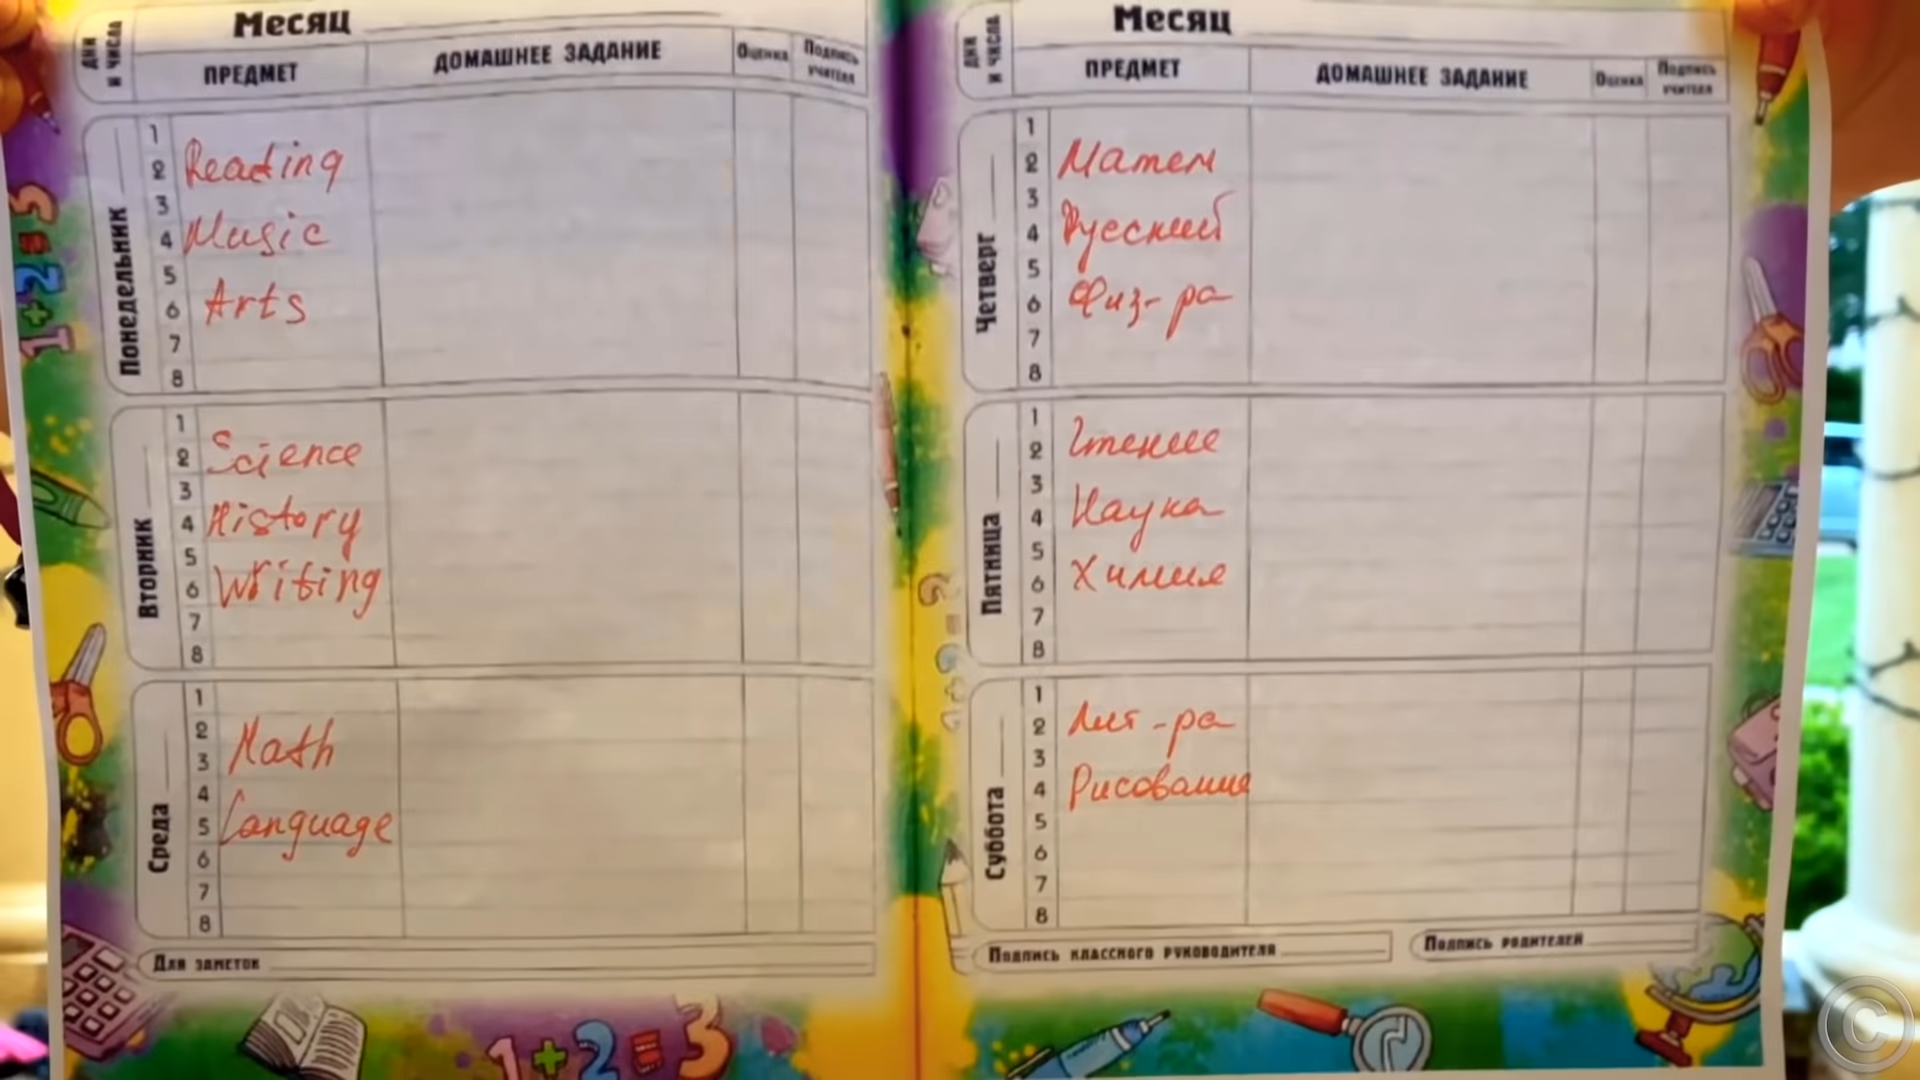 Месяц
дни и числа
ПРЕДМЕТ
ДОМАШНЕЕ ЗАДАНИЕ
Оценка
Подпись учителя
Понедельник
1
2 Reading
3
4 Music
5
6 Arts
7
8
Вторник
1
2 Science
3
4 History
5
6 Writing
7
8
Среда
1
2
3 Math
4
5 Language
6
7
8
Для заметок
Месяц
дни и числа
ПРЕДМЕТ
ДОМАШНЕЕ ЗАДАНИЕ
Оценка
Подпись учителя
Четверг
1
2 Матем
3
4 Русский
5
6 Физ-ра
7
8
Пятница
1
2 Чтение
3
4 Наука
5
6 Химия
7
8
Суббота
1
2 Лит-ра
3
4 Рисование
5
6
7
8
Подпись классного руководителя
Подпись родителей
1+2=3
1+2=3
©